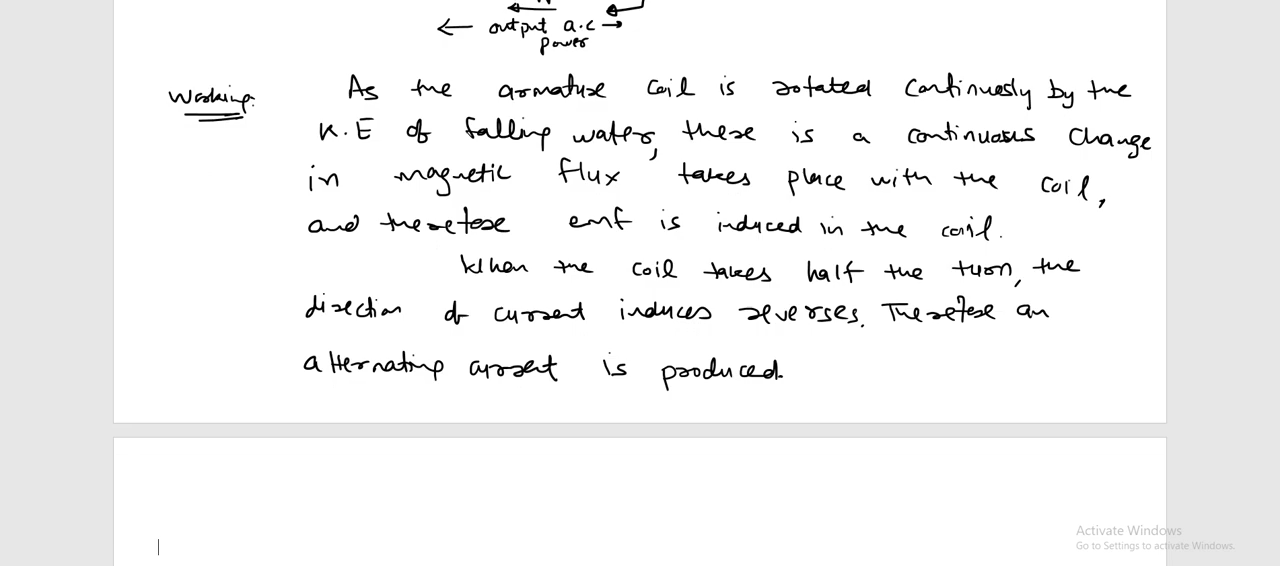 output a.c
power
Working:
As the armature coil is rotated continuesly by the
K.E of falling water, there is a continuous change
in magnetic flux takes place with the coil,
and therefore emf is induced in the coil.
When the coil takes half the turn, the
direction of current induces reverses. Therefore an
alternating current is produced.
Activate Windows
Go to Settings to activate Windows.